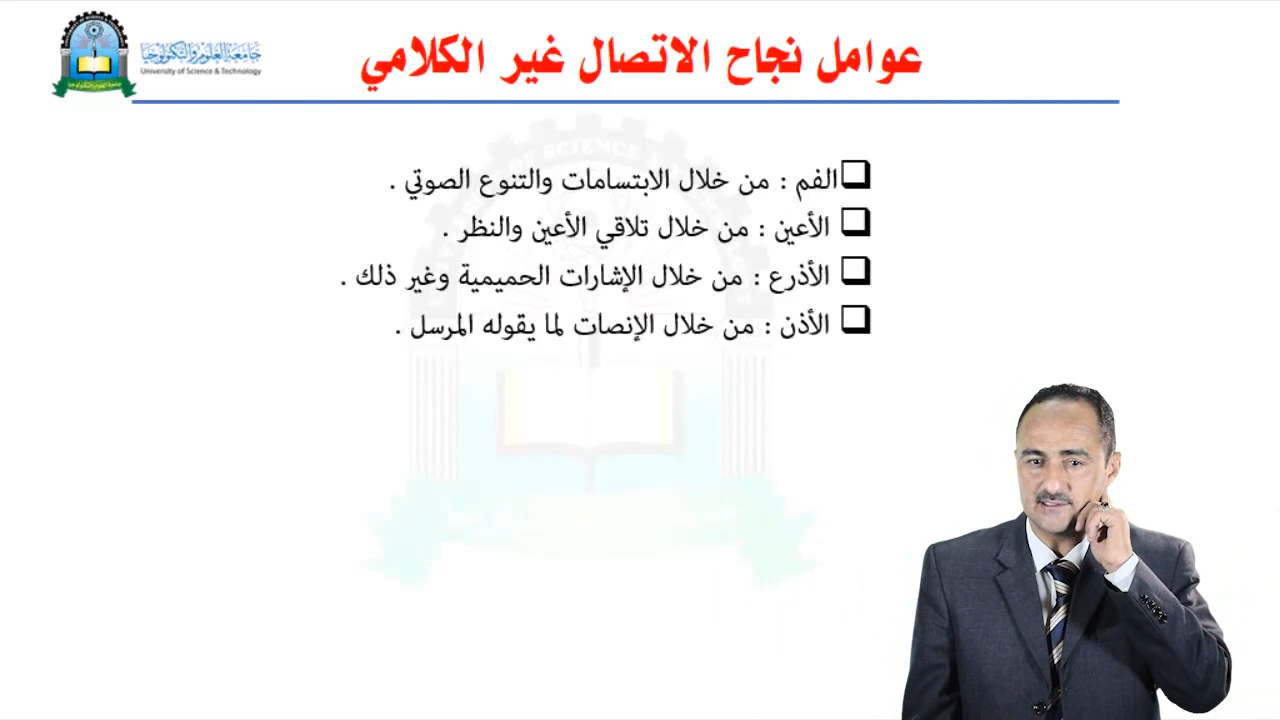 جامعة العلوم والتكنولوجيا
University of Science & Technology
عوامل نجاح الاتصال غير الكلامي
الفم : من خلال الابتسامات والتنوع الصوتي .
الأعين : من خلال تلاقي الأعين والنظر .
الأذرع : من خلال الإشارات الحميمية وغير ذلك .
الأذن : من خلال الإنصات لما يقوله المرسل .